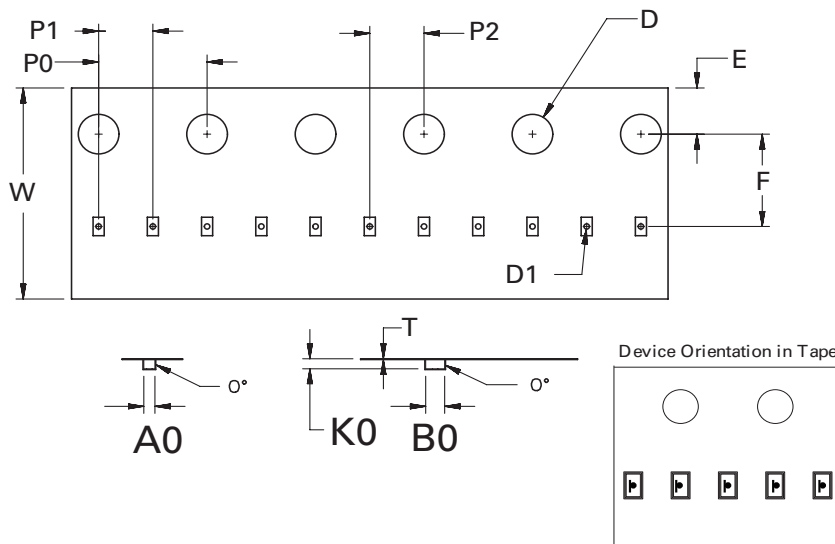 P1
P2
D
P0
E
W
F
D1
T
Device Orientation in Tape
0°
0°
A0
K0
B0